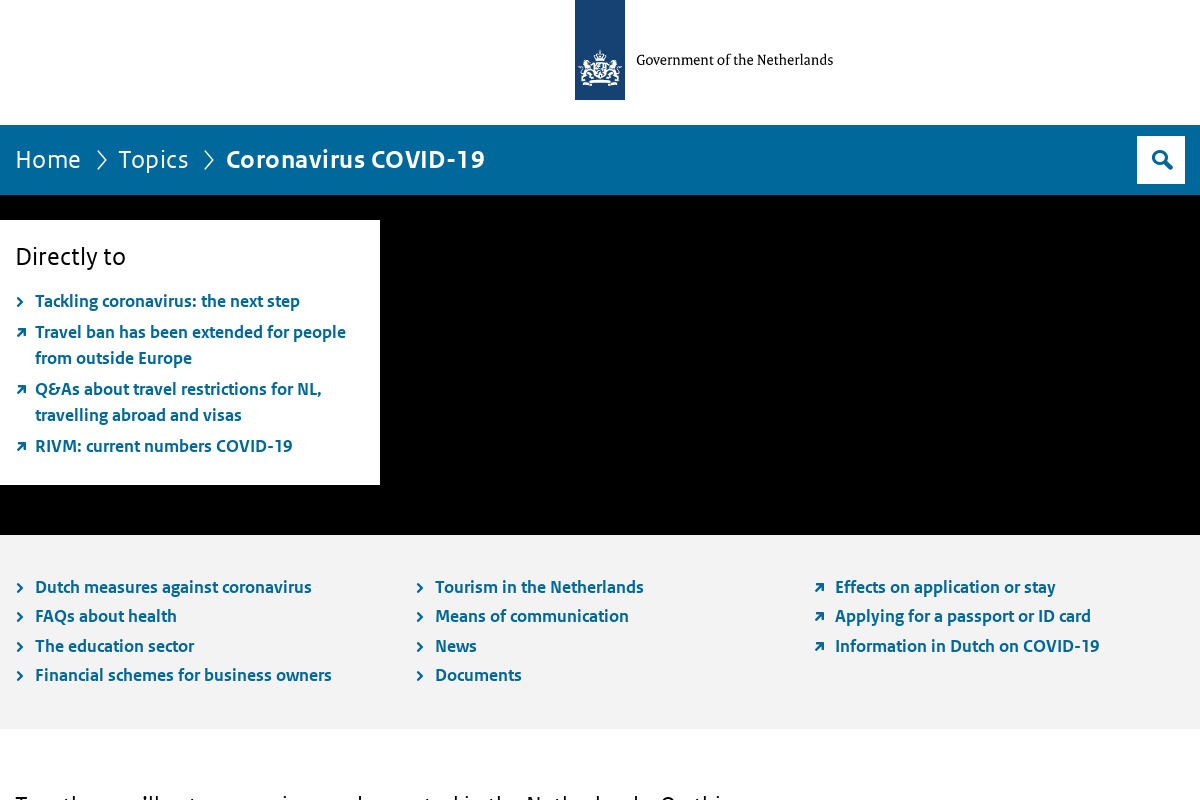 Government of the Netherlands
Home
Topics
Coronavirus COVID-19
Directly to
Tackling coronavirus: the next step
Travel ban has been extended for people
from outside Europe
Q&As about travel restrictions for NL,
travelling abroad and visas
RIVM: current numbers COVID-19
Dutch measures against coronavirus
FAQs about health
The education sector
Financial schemes for business owners
Tourism in the Netherlands
Means of communication
News
Documents
Effects on application or stay
Applying for a passport or ID card
Information in Dutch on COVID-19